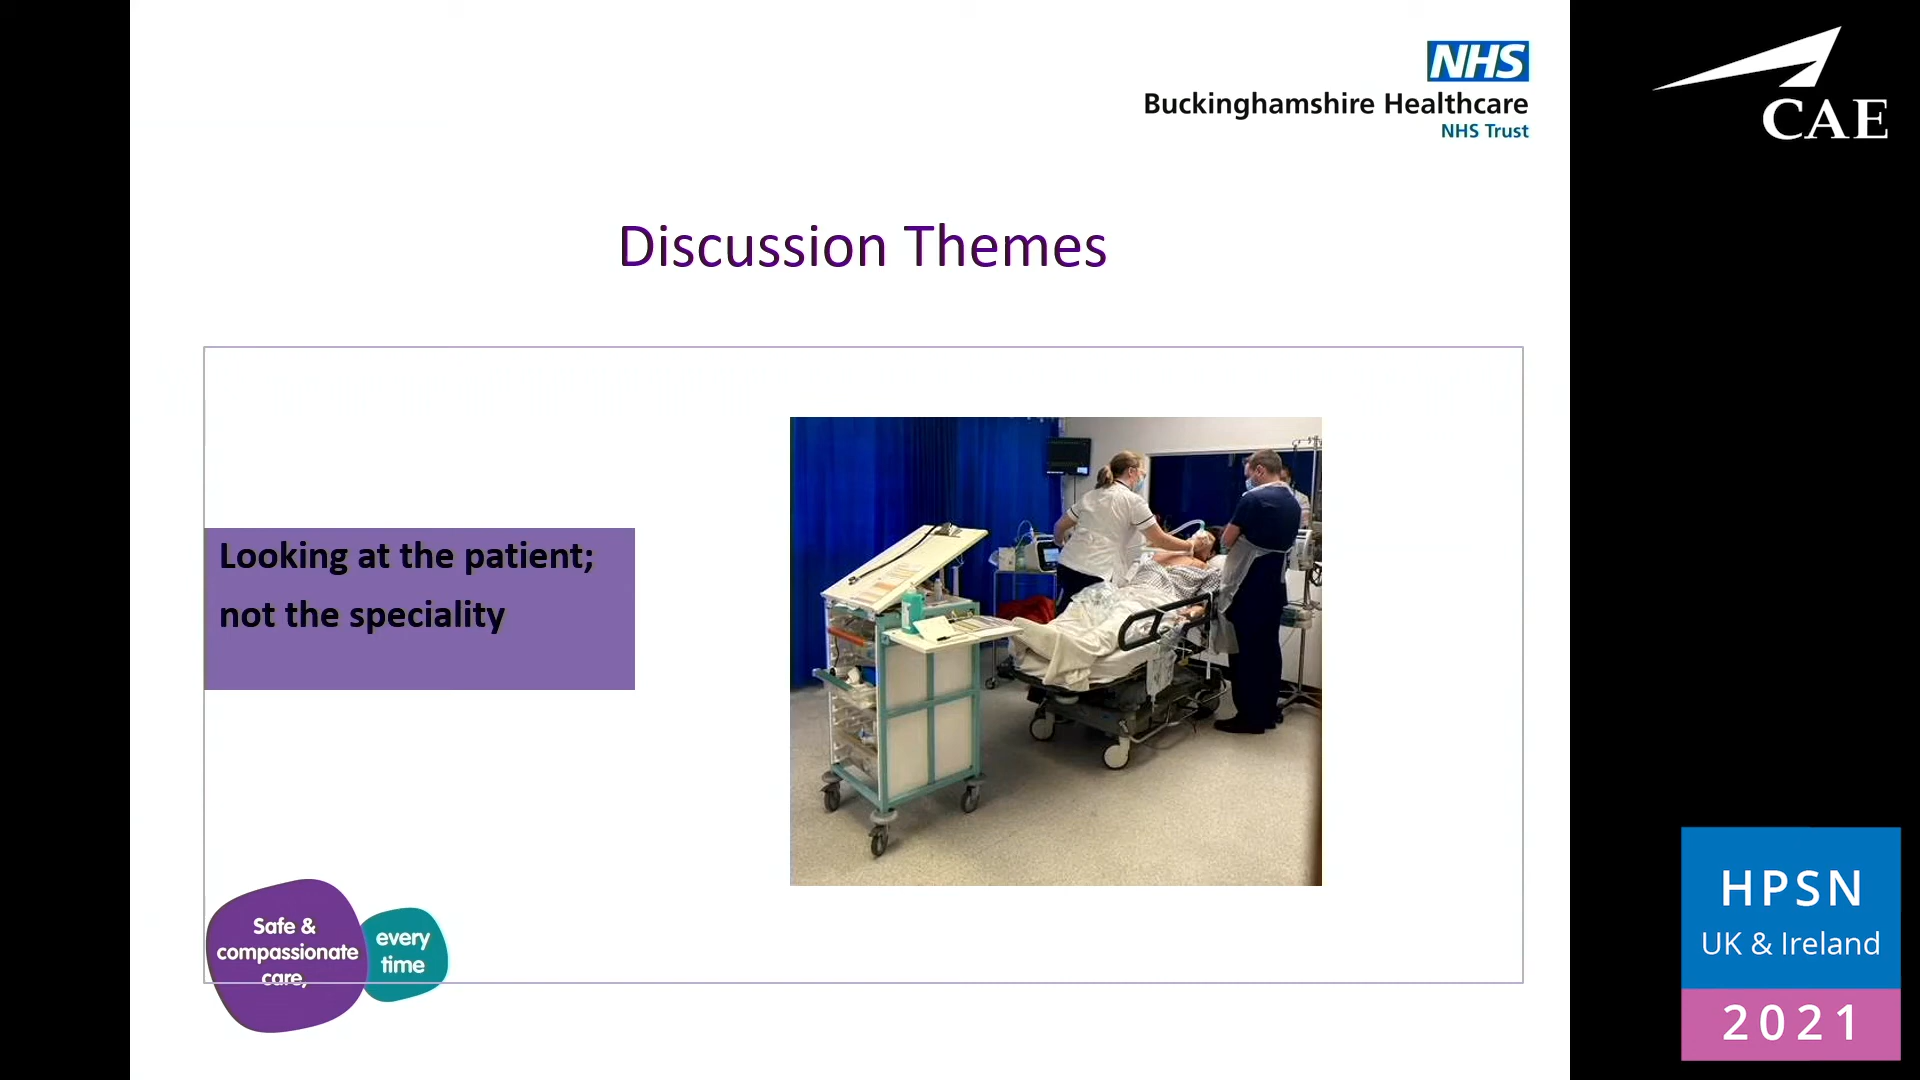 NHS
Buckinghamshire Healthcare
NHS Trust
CAE
Discussion Themes
Looking at the patient;
not the speciality
Safe &
compassionate
care,
every
time
HPSN
UK & Ireland
2021